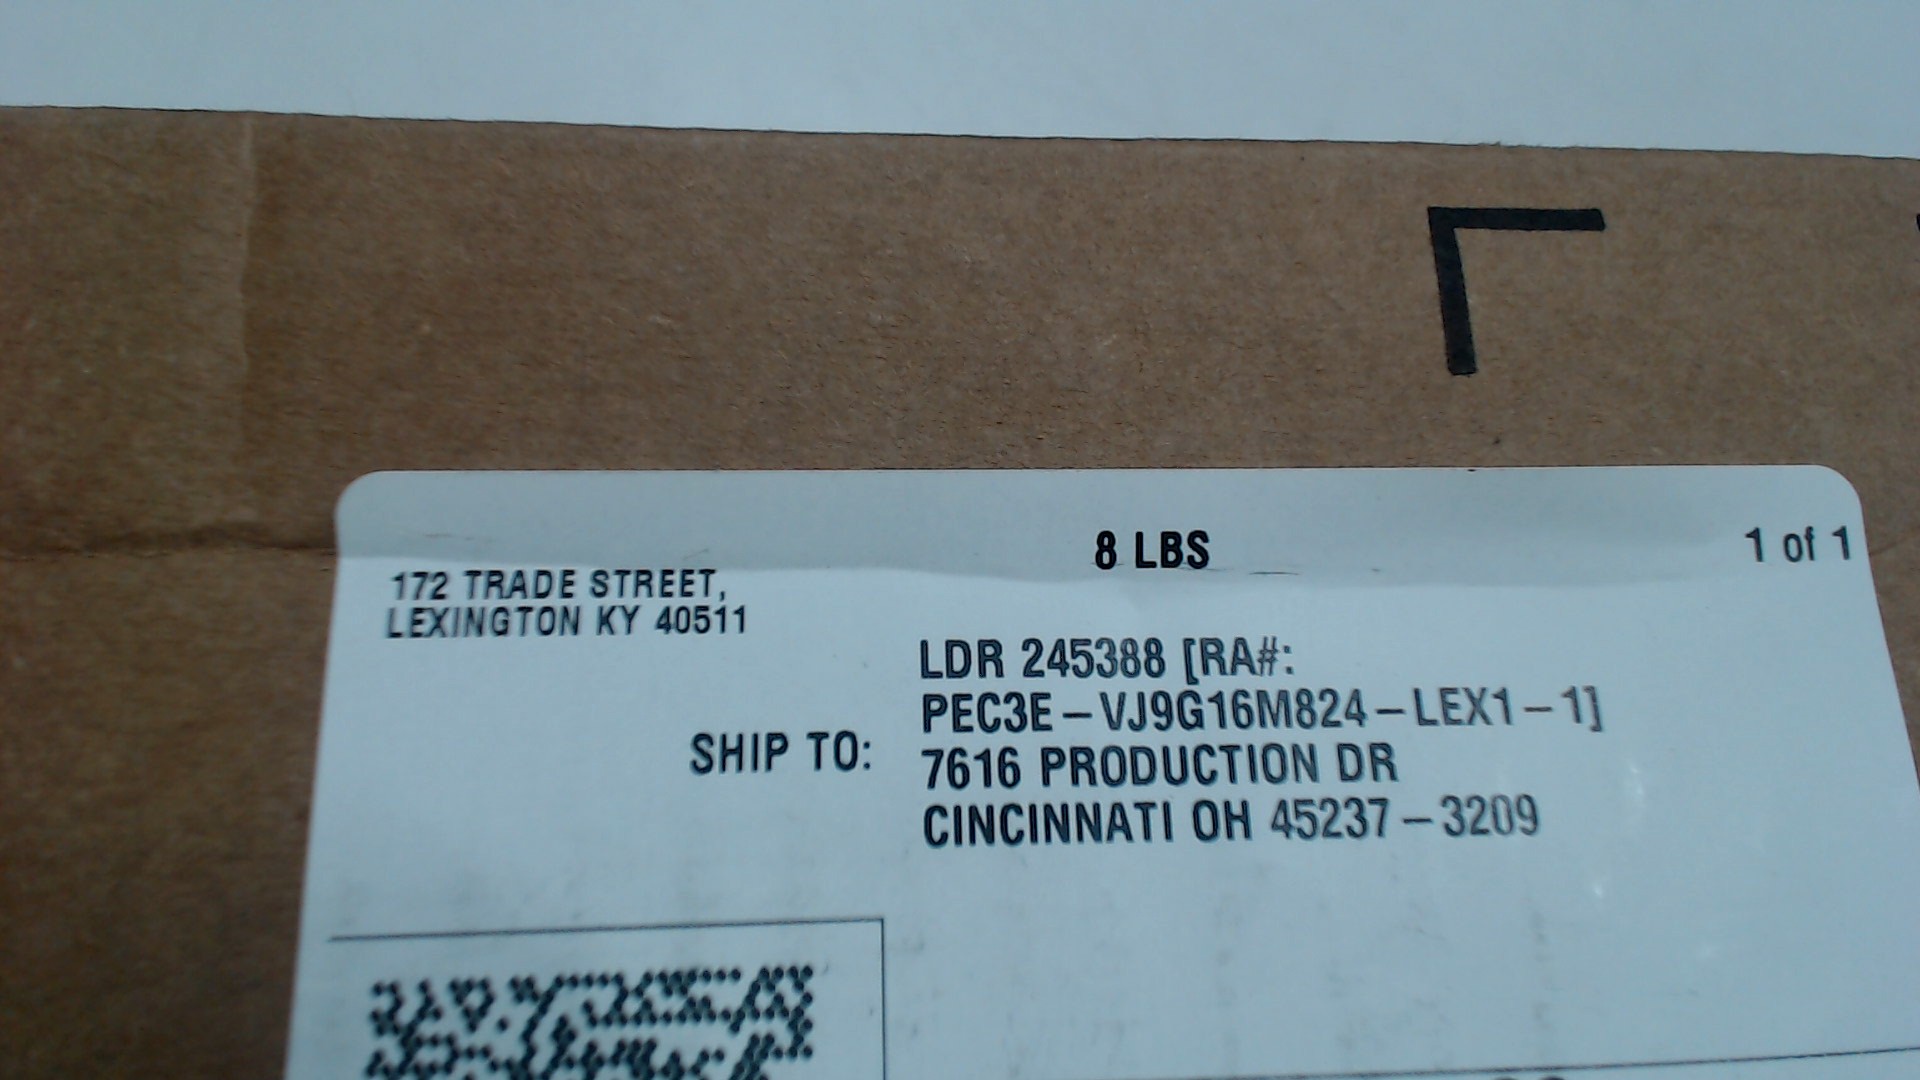 8 LBS
1 of 1
172 TRADE STREET,
LEXINGTON KY 40511
LDR 245388 [RA#:
PEC3E-VJ9G16M824-LEX1-1]
SHIP TO:
7616 PRODUCTION DR
CINCINNATI OH 45237-3209